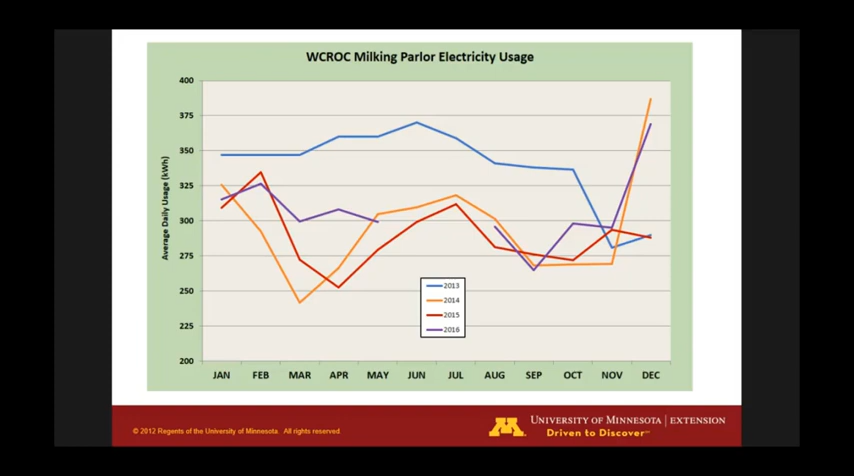 WCROC Milking Parlor Electricity Usage
400
375
350
325
300
275
250
225
200
Average Daily Usage (kWh)
2013
2014
2015
2016
JAN FEB MAR APR MAY JUN JUL AUG SEP OCT NOV DEC
© 2012 Regents of the University of Minnesota. All rights reserved.
M
UNIVERSITY OF MINNESOTA | EXTENSION
Driven to Discover℠